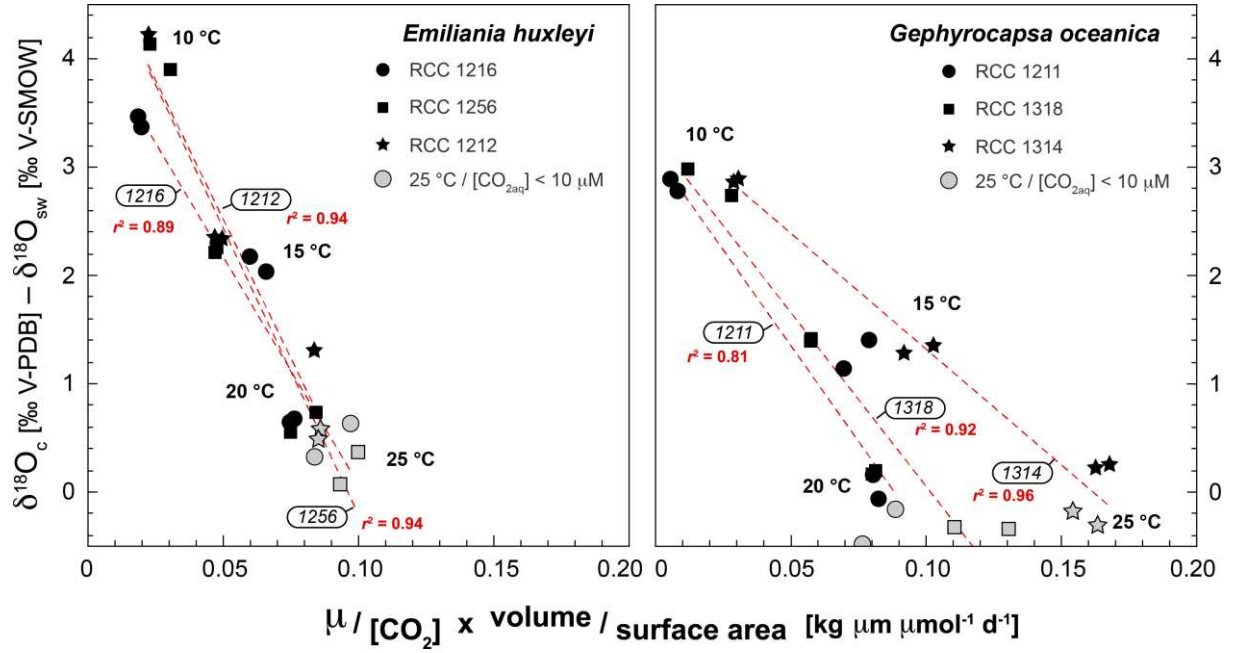 δ¹⁸Oc [‰ V-PDB] – δ¹⁸Osw [‰ V-SMOW]
4
3
2
1
0
Emiliania huxleyi
RCC 1216
RCC 1256
RCC 1212
25 °C / [CO2aq] < 10 µM
10 °C
1216
r² = 0.89
1212
r² = 0.94
15 °C
20 °C
25 °C
1256
r² = 0.94
0
0.05
0.10
0.15
0.20
Gephyrocapsa oceanica
RCC 1211
RCC 1318
RCC 1314
25 °C / [CO2aq] < 10 µM
10 °C
15 °C
1211
r² = 0.81
1318
r² = 0.92
1314
r² = 0.96
20 °C
25 °C
4
3
2
1
0
0
0.05
0.10
0.15
0.20
µ / [CO2] x volume / surface area [kg µm µmol⁻¹ d⁻¹]